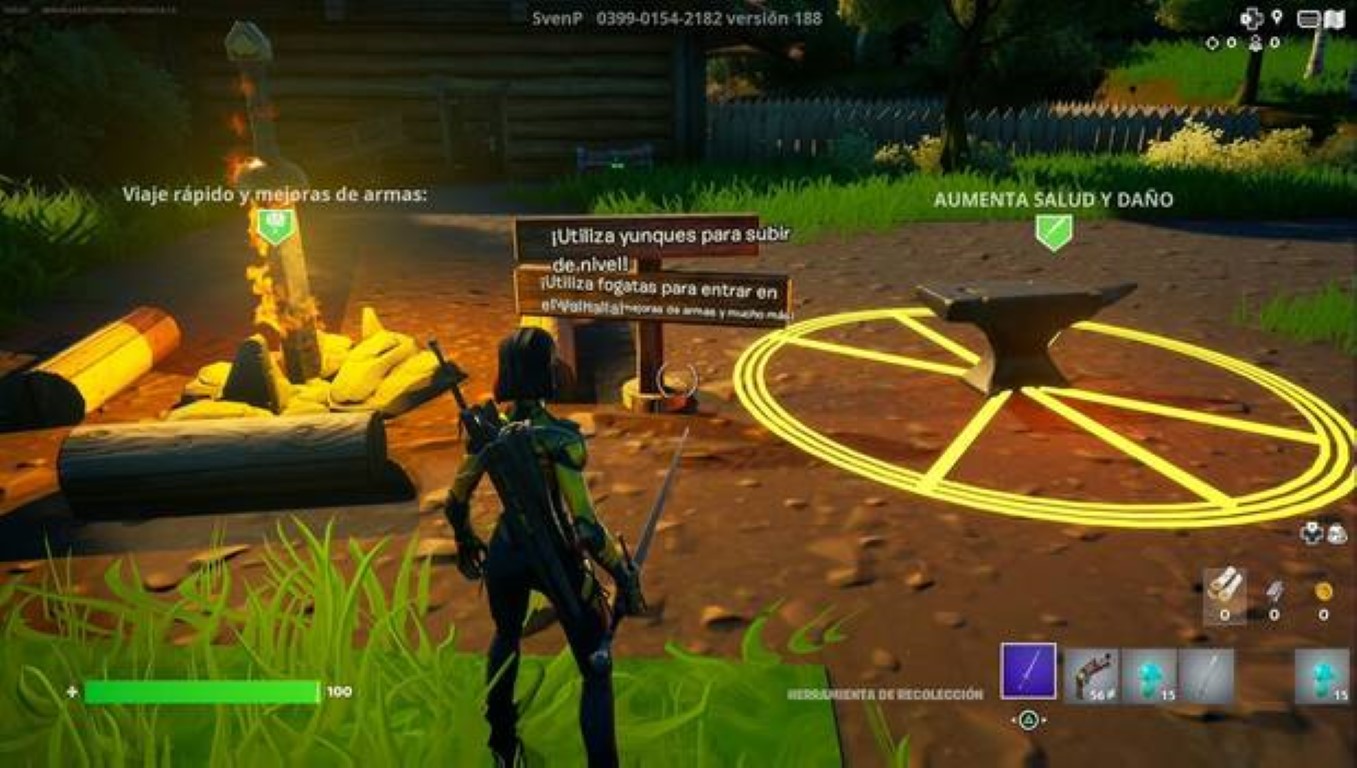 SvenP 0399-0154-2182 versión 188
0 0
Viaje rápido y mejoras de armas:
AUMENTA SALUD Y DAÑO
¡Utiliza yunques para subir
de nivel!
¡Utiliza fogatas para entrar en
el Valhalla! mejoras de armas y mucho más!
0 0 0
+ 100
HERRAMIENTA DE RECOLECCIÓN
56 15 15